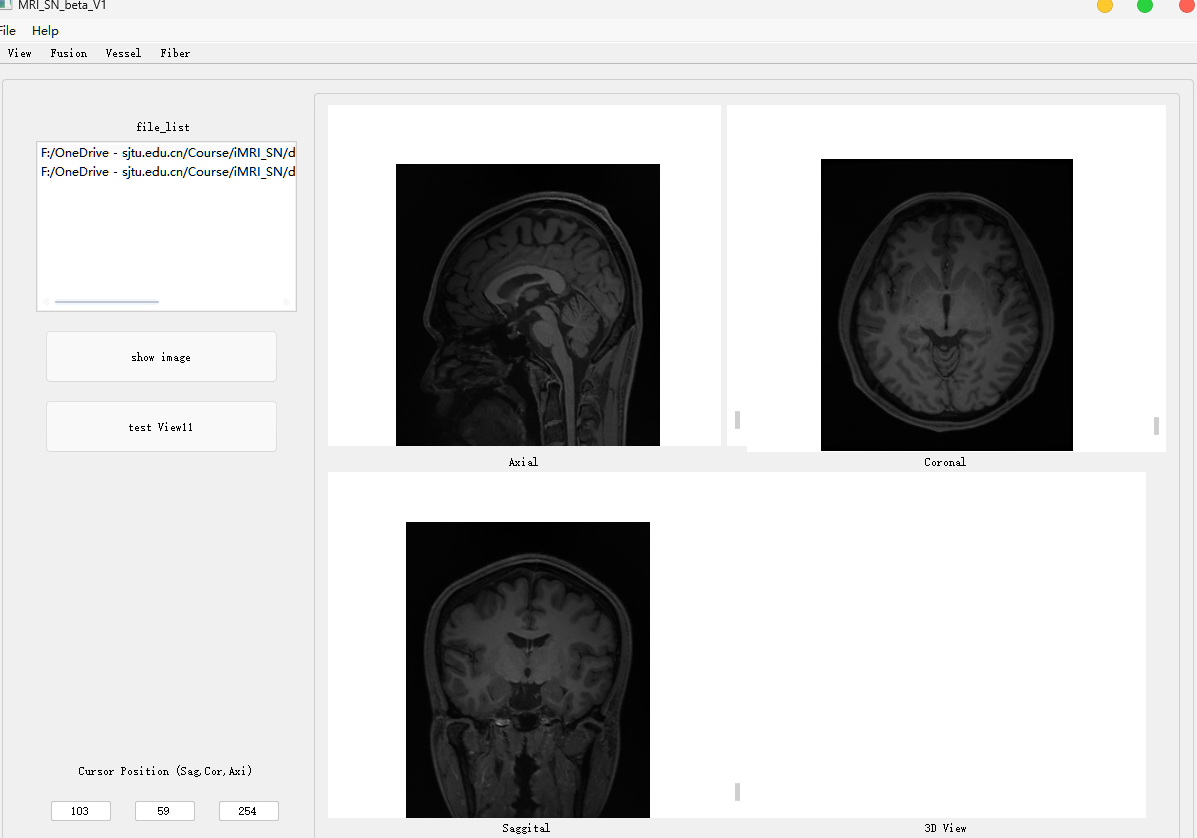 MRI_SN_beta_V1
File Help
View Fusion Vessel Fiber
file_list
F:/OneDrive - sjtu.edu.cn/Course/iMRI_SN/d
F:/OneDrive - sjtu.edu.cn/Course/iMRI_SN/d
show image
test View11
Axial
Coronal
Cursor Position (Sag,Cor,Axi)
103 59 254
Saggital
3D View